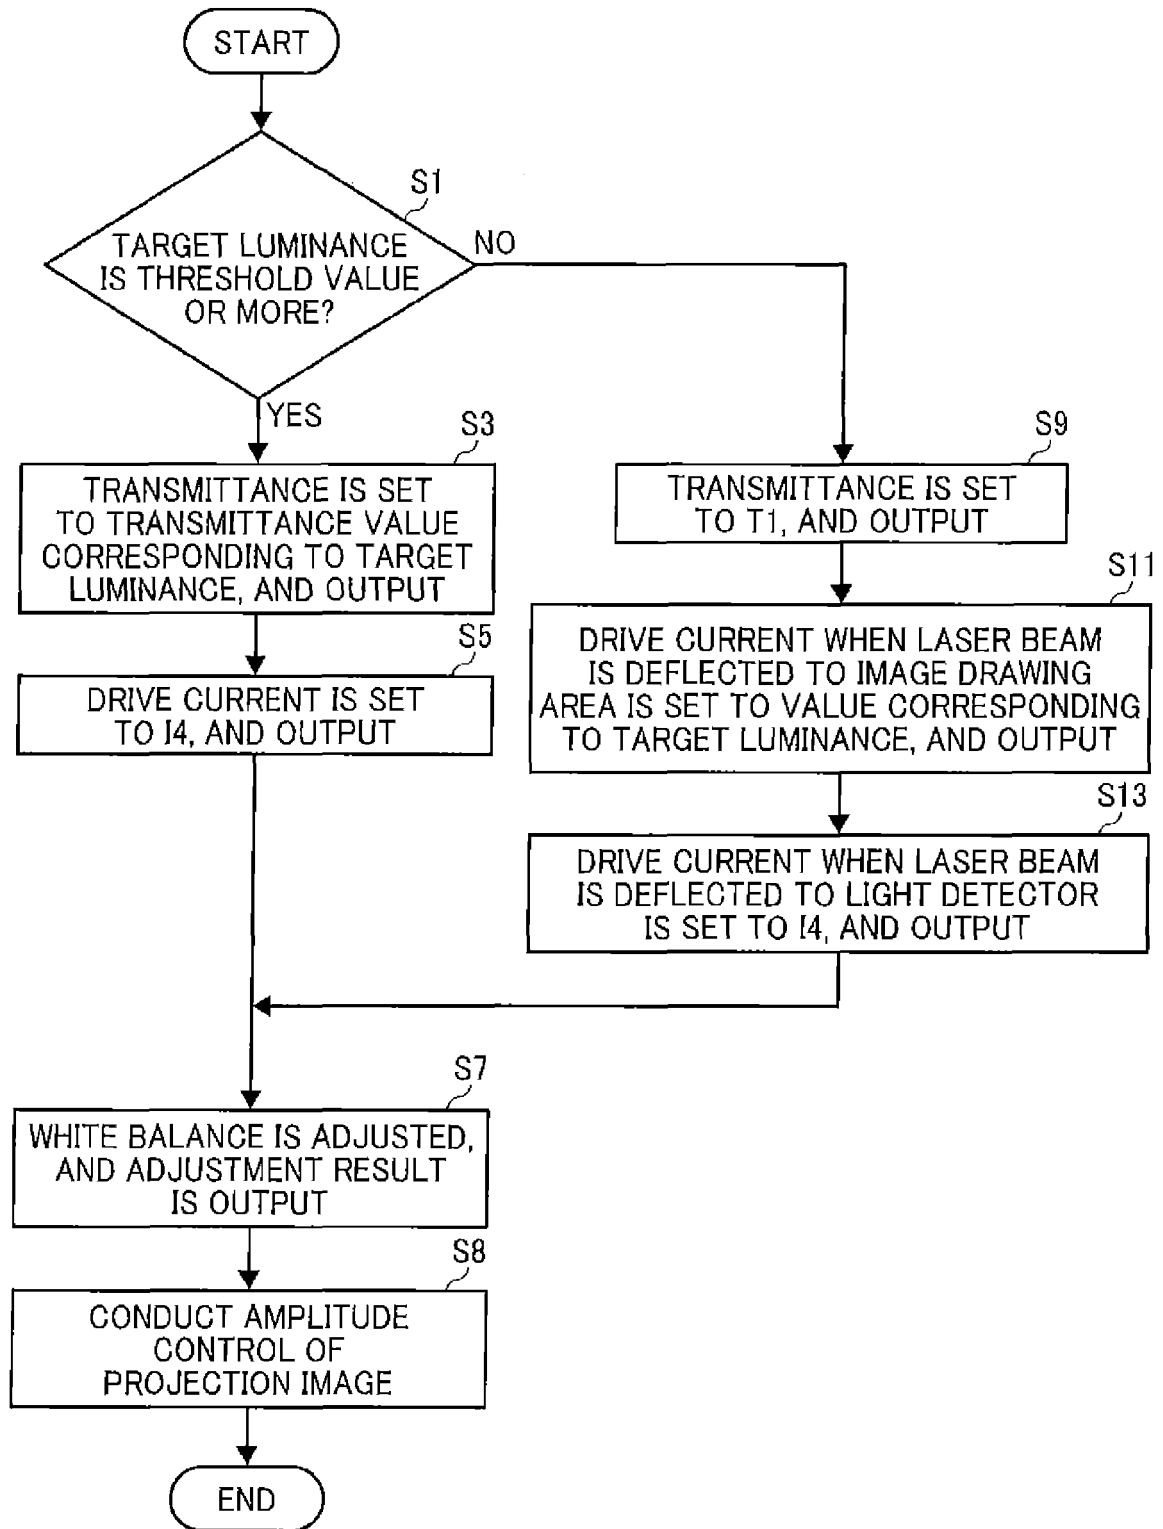 START
S1
TARGET LUMINANCE
IS THRESHOLD VALUE
OR MORE?
NO
YES
S3
TRANSMITTANCE IS SET
TO TRANSMITTANCE VALUE
CORRESPONDING TO TARGET
LUMINANCE, AND OUTPUT
S5
DRIVE CURRENT IS SET
TO I4, AND OUTPUT
S9
TRANSMITTANCE IS SET
TO T1, AND OUTPUT
S11
DRIVE CURRENT WHEN LASER BEAM
IS DEFLECTED TO IMAGE DRAWING
AREA IS SET TO VALUE CORRESPONDING
TO TARGET LUMINANCE, AND OUTPUT
S13
DRIVE CURRENT WHEN LASER BEAM
IS DEFLECTED TO LIGHT DETECTOR
IS SET TO I4, AND OUTPUT
S7
WHITE BALANCE IS ADJUSTED,
AND ADJUSTMENT RESULT
IS OUTPUT
S8
CONDUCT AMPLITUDE
CONTROL OF
PROJECTION IMAGE
END